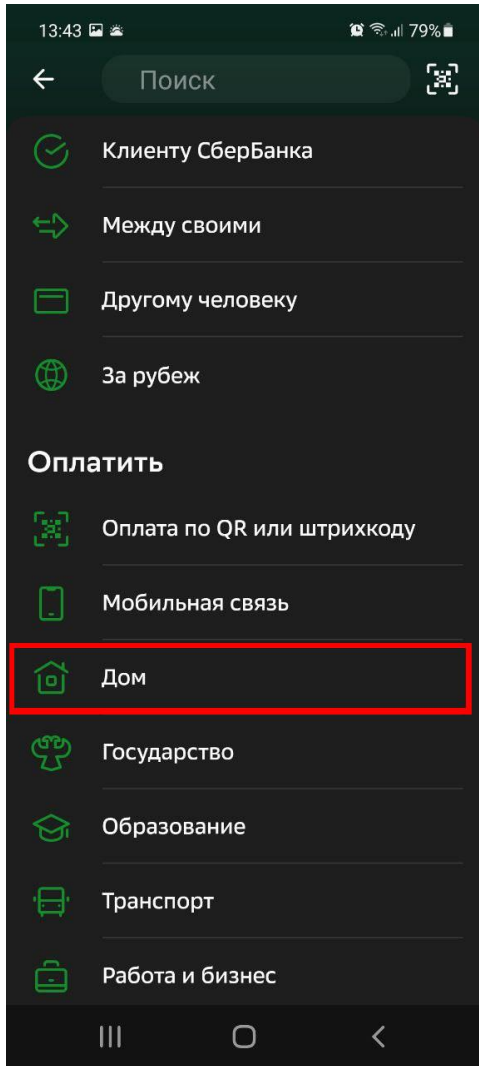 13:43 79%
Поиск
Клиенту СберБанка
Между своими
Другому человеку
За рубеж
Оплатить
Оплата по QR или штрихкоду
Мобильная связь
Дом
Государство
Образование
Транспорт
Работа и бизнес